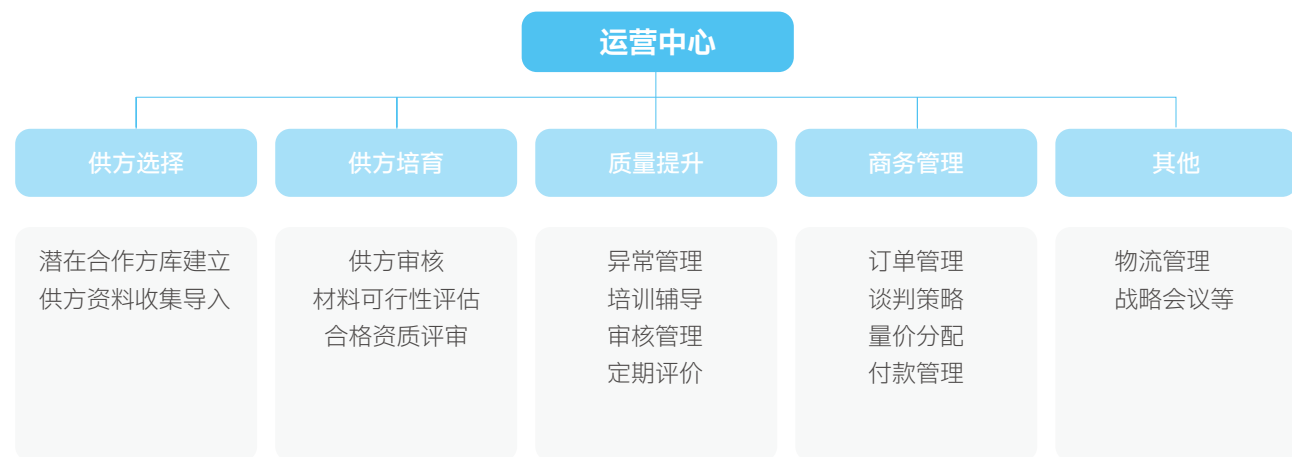 运营中心
供方选择
供方培育
质量提升
商务管理
其他
潜在合作方库建立
供方资料收集导入
供方审核
材料可行性评估
合格资质评审
异常管理
培训辅导
审核管理
定期评价
订单管理
谈判策略
量价分配
付款管理
物流管理
战略会议等